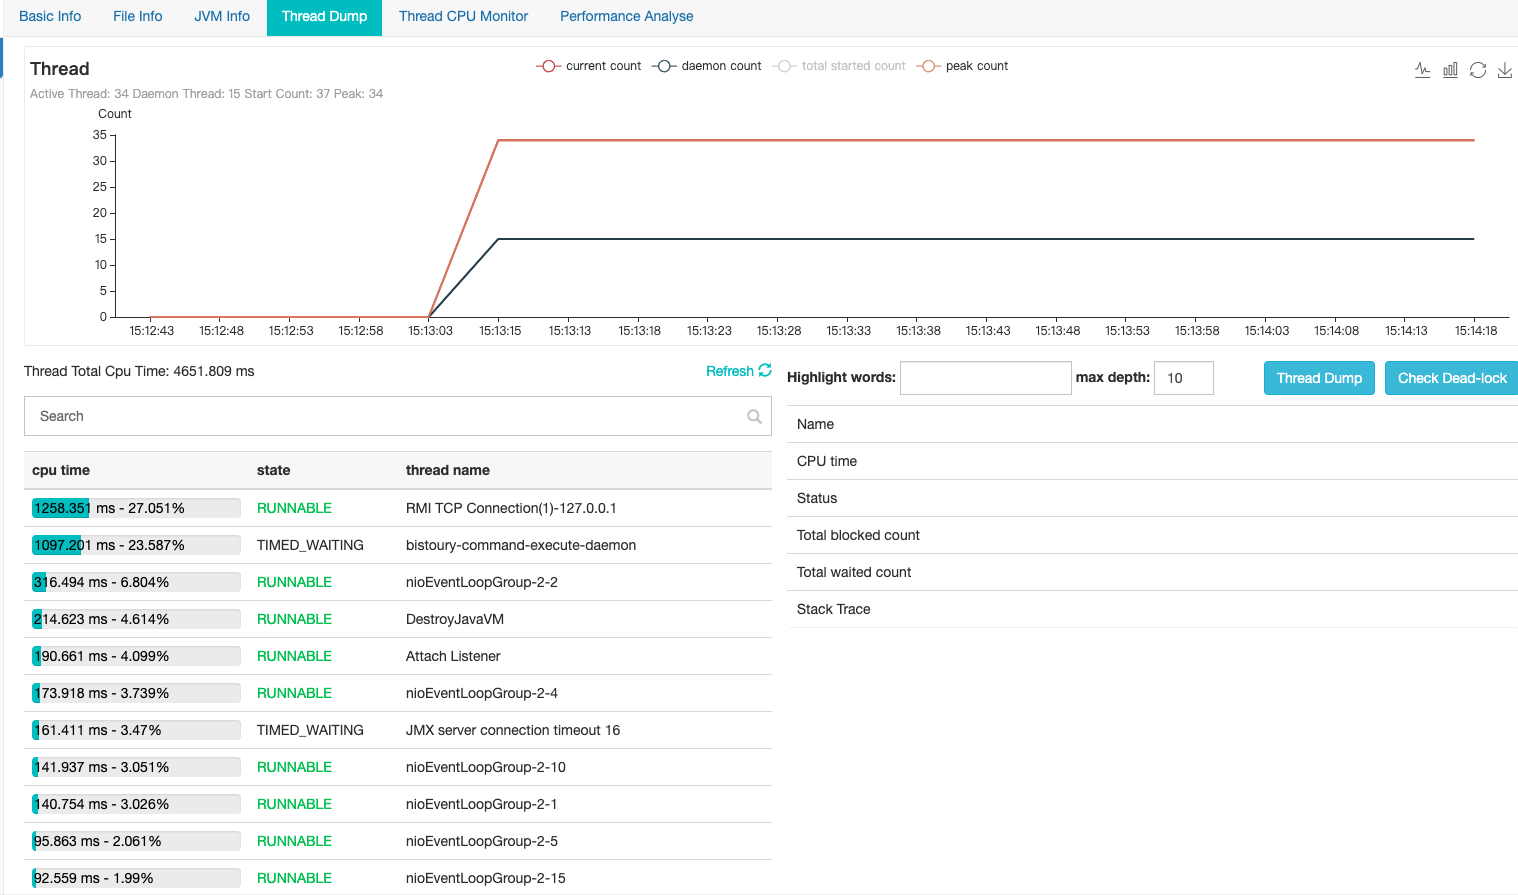 Basic Info File Info JVM Info Thread Dump Thread CPU Monitor Performance Analyse
Thread
current count daemon count total started count peak count
Active Thread: 34 Daemon Thread: 15 Start Count: 37 Peak: 34
Count
35
30
25
20
15
10
5
0
15:12:43 15:12:48 15:12:53 15:12:58 15:13:03 15:13:15 15:13:13 15:13:18 15:13:23 15:13:28 15:13:33 15:13:38 15:13:43 15:13:48 15:13:53 15:13:58 15:14:03 15:14:08 15:14:13 15:14:18
Thread Total Cpu Time: 4651.809 ms Refresh
Search
cpu time state thread name
1258.351 ms - 27.051% RUNNABLE RMI TCP Connection(1)-127.0.0.1
1097.201 ms - 23.587% TIMED_WAITING bistoury-command-execute-daemon
316.494 ms - 6.804% RUNNABLE nioEventLoopGroup-2-2
214.623 ms - 4.614% RUNNABLE DestroyJavaVM
190.661 ms - 4.099% RUNNABLE Attach Listener
173.918 ms - 3.739% RUNNABLE nioEventLoopGroup-2-4
161.411 ms - 3.47% TIMED_WAITING JMX server connection timeout 16
141.937 ms - 3.051% RUNNABLE nioEventLoopGroup-2-10
140.754 ms - 3.026% RUNNABLE nioEventLoopGroup-2-1
95.863 ms - 2.061% RUNNABLE nioEventLoopGroup-2-5
92.559 ms - 1.99% RUNNABLE nioEventLoopGroup-2-15
Highlight words: max depth: 10 Thread Dump Check Dead-lock
Name
CPU time
Status
Total blocked count
Total waited count
Stack Trace